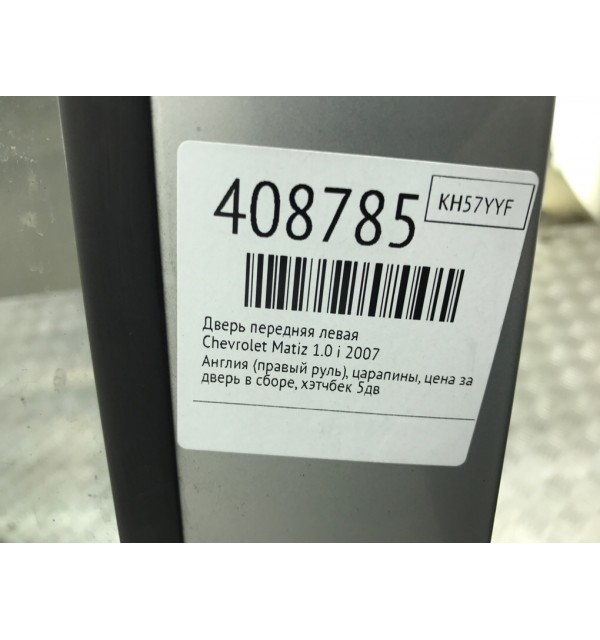 408785
KH57YYF
Дверь передняя левая
Chevrolet Matiz 1.0 i 2007
Англия (правый руль), царапины, цена за
дверь в сборе, хэтчбек 5дв